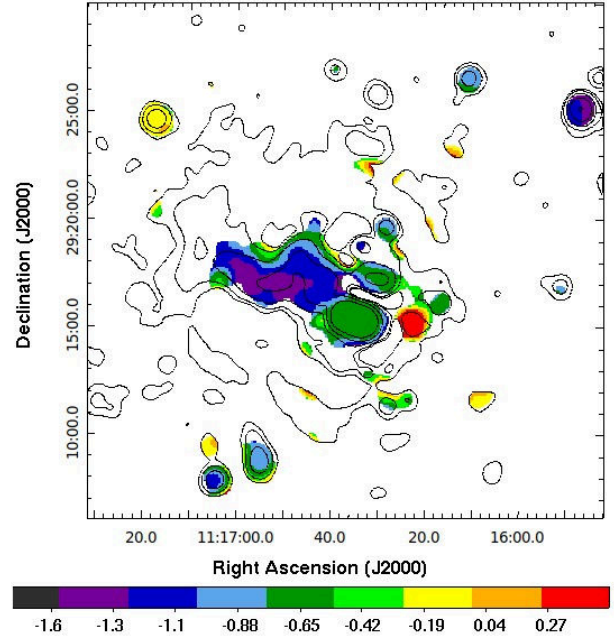 25:00.0
29:20:00.0
15:00.0
10:00.0
Declination (J2000)
20.0 11:17:00.0 40.0 20.0 16:00.0
Right Ascension (J2000)
-1.6 -1.3 -1.1 -0.88 -0.65 -0.42 -0.19 0.04 0.27